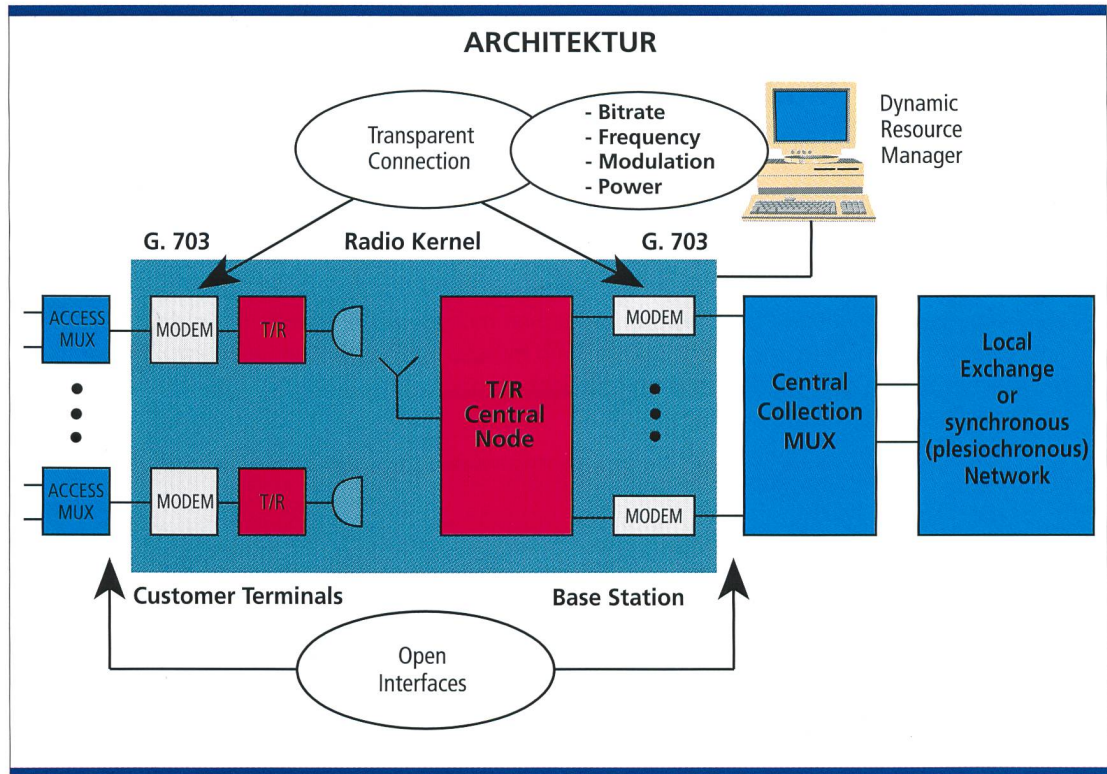 ARCHITEKTUR
Transparent
Connection
- Bitrate
- Frequency
- Modulation
- Power
Dynamic
Resource
Manager
G. 703
Radio Kernel
G. 703
ACCESS
MUX
MODEM
T/R
T/R
Central
Node
MODEM
Central
Collection
MUX
Local
Exchange
or
synchronous
(plesiochronous)
Network
ACCESS
MUX
MODEM
T/R
MODEM
Customer Terminals
Base Station
Open
Interfaces